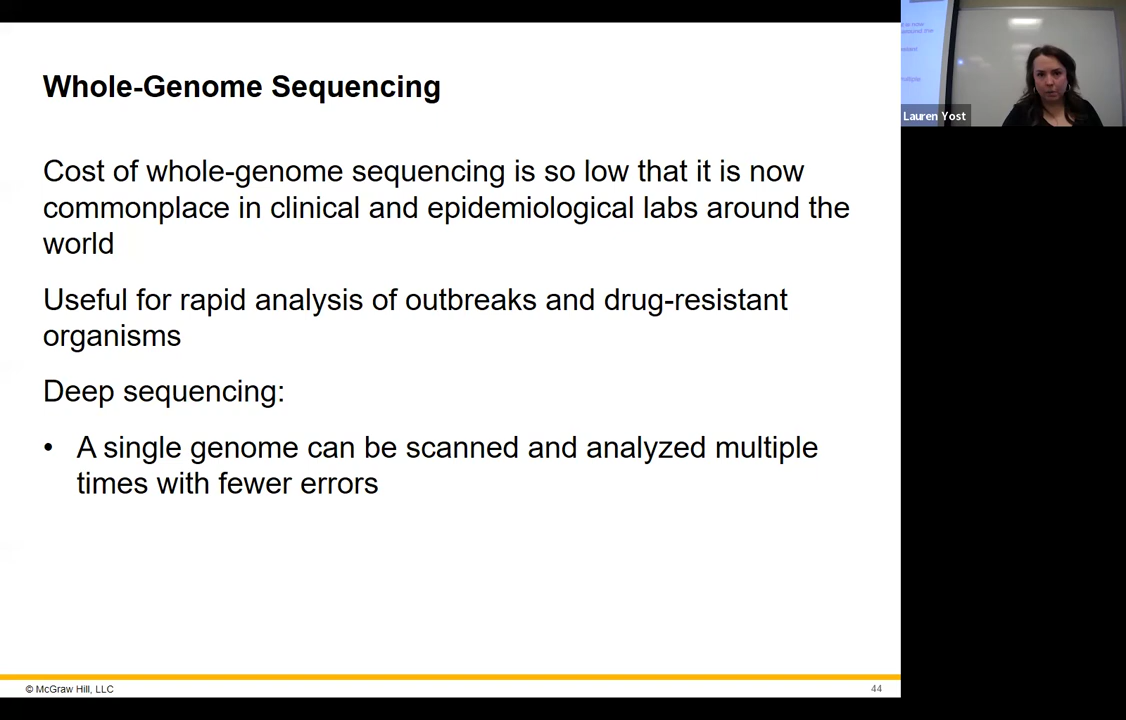 Whole-Genome Sequencing
Cost of whole-genome sequencing is so low that it is now
commonplace in clinical and epidemiological labs around the
world
Useful for rapid analysis of outbreaks and drug-resistant
organisms
Deep sequencing:
• A single genome can be scanned and analyzed multiple
times with fewer errors
© McGraw Hill, LLC
44
Lauren Yost